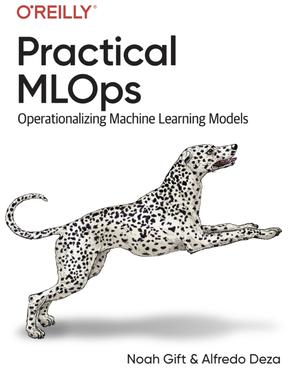 O'REILLY®
Practical
MLOps
Operationalizing Machine Learning Models
Noah Gift & Alfredo Deza